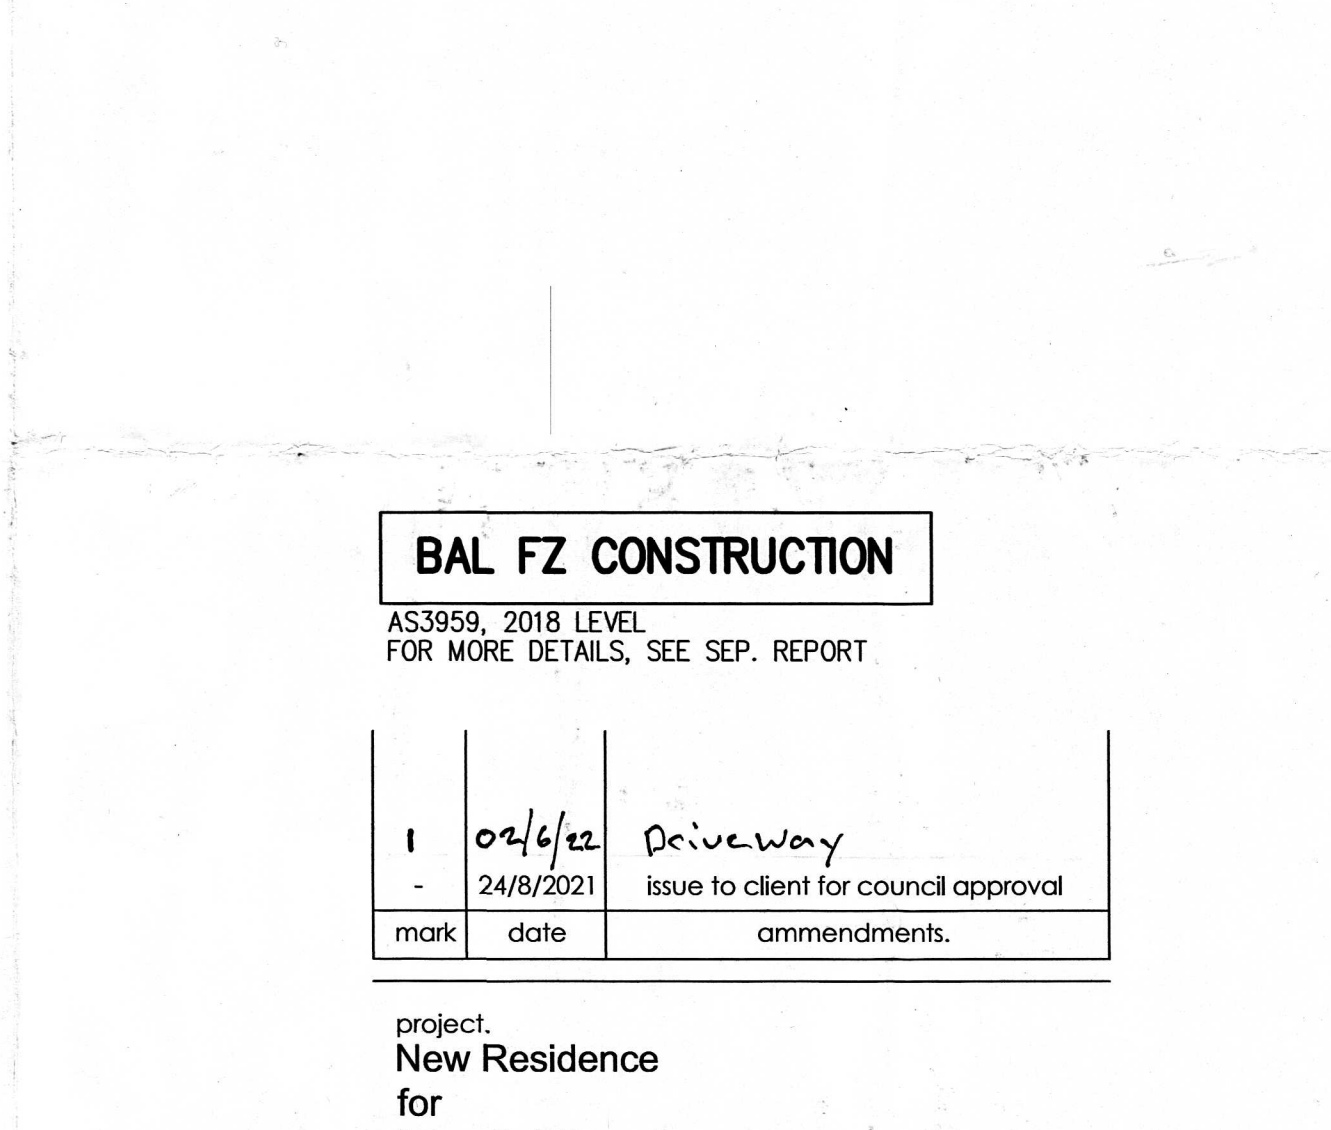 BAL FZ CONSTRUCTION
AS3959, 2018 LEVEL
FOR MORE DETAILS, SEE SEP. REPORT
1 02/6/22 Driveway
- 24/8/2021 issue to client for council approval
mark date ammendments.
project.
New Residence
for